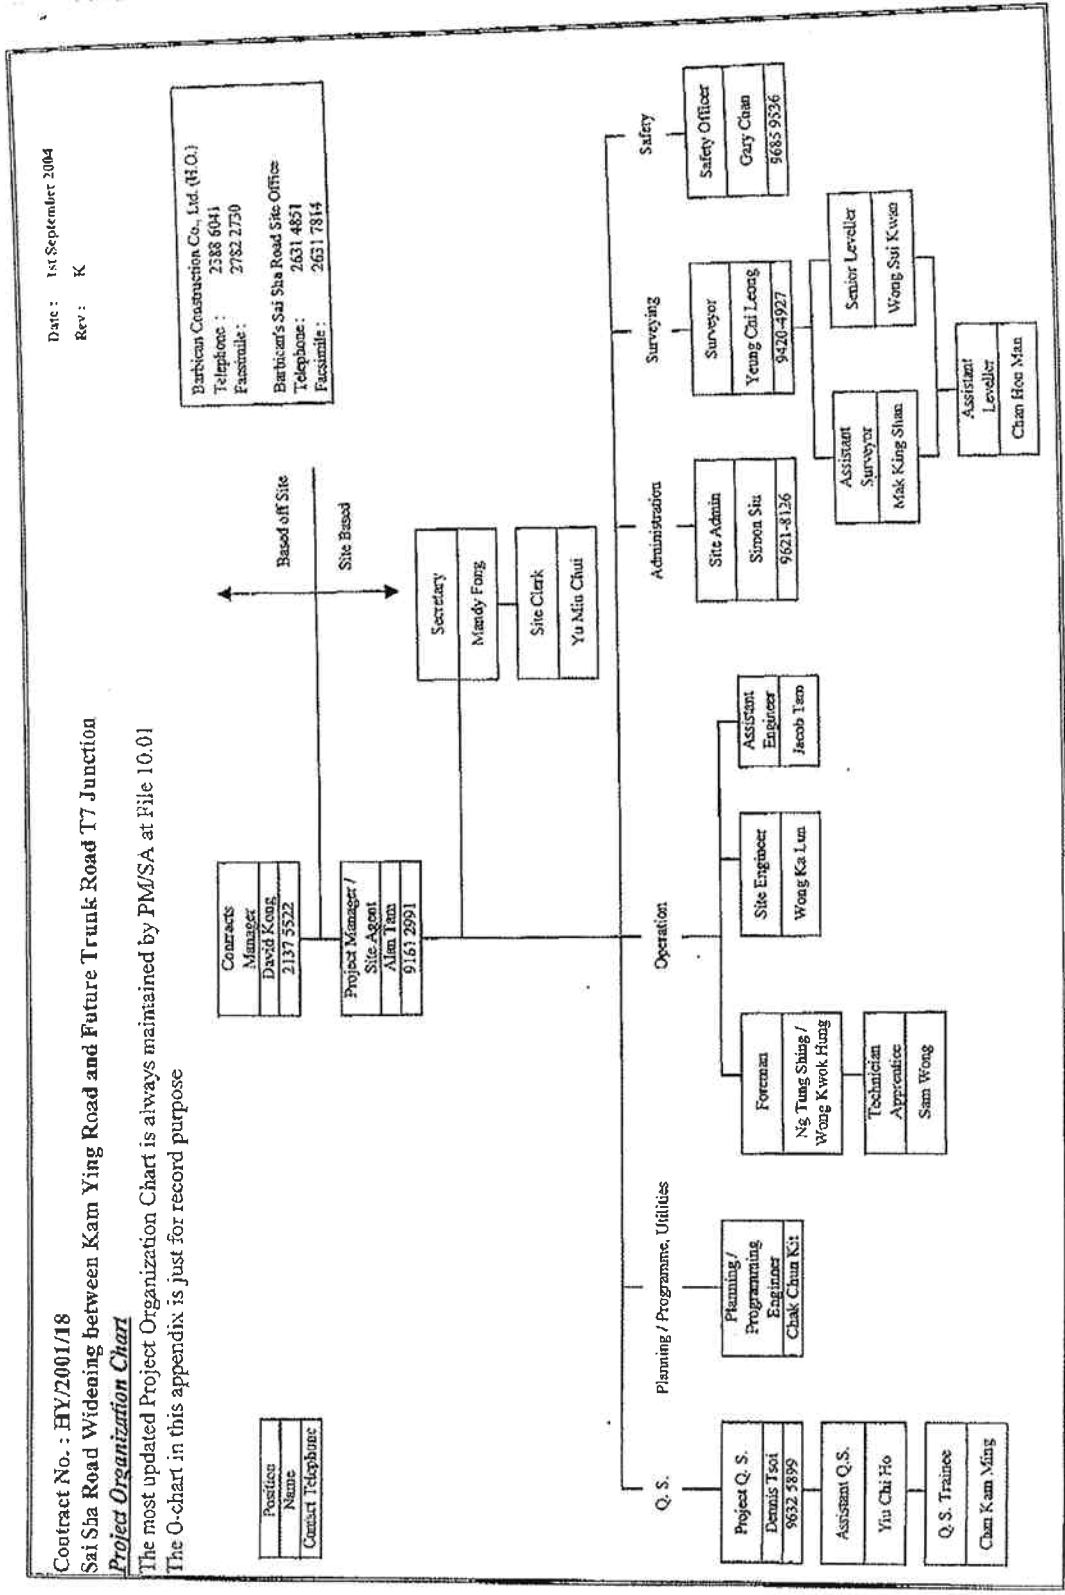 Contract No. : HY/2001/18
Sai Sha Road Widening between Kam Ying Road and Future Trunk Road T7 Junction
Project Organization Chart
The most updated Project Organization Chart is always maintained by PM/SA at File 10.01
The O-chart in this appendix is just for record purpose
Date : 1st September 2004
Rev : K
Barbican Construction Co., Ltd. (H.O.)
Telephone : 2388 6041
Facsimile : 2782 2730
Barbican's Sai Sha Road Site Office
Telephone : 2631 4851
Facsimile : 2631 7814
Position
Name
Contact Telephone
Contracts
Manager
David Kong
2137 5522
Based off Site
Site Based
Project Manager /
Site Agent
Alan Tam
9161 2991
Secretary
Mandy Fong
Site Clerk
Yu Min Chui
Q. S.
Planning / Programme, Utilities
Operation
Administration
Surveying
Safety
Project Q. S.
Dennis Tsoi
9632 5899
Assistant Q.S.
Yiu Chi Ho
Q.S. Trainee
Chan Kam Ming
Planning /
Programming
Enginner
Chak Chun Kit
Foreman
Ng Tung Shing /
Wong Kwok Hung
Technician
Apprentice
Sam Wong
Site Engineer
Wong Ka Lun
Assistant
Engineer
Jacob Tam
Site Admin
Simon Siu
9621-8126
Surveyor
Yeung Chi Leong
9420-4927
Assistant
Surveyor
Mak King Shan
Senior Leveller
Wong Sui Kwan
Assistant
Leveller
Chan Hon Man
Safety Officer
Gary Chan
9685 9536